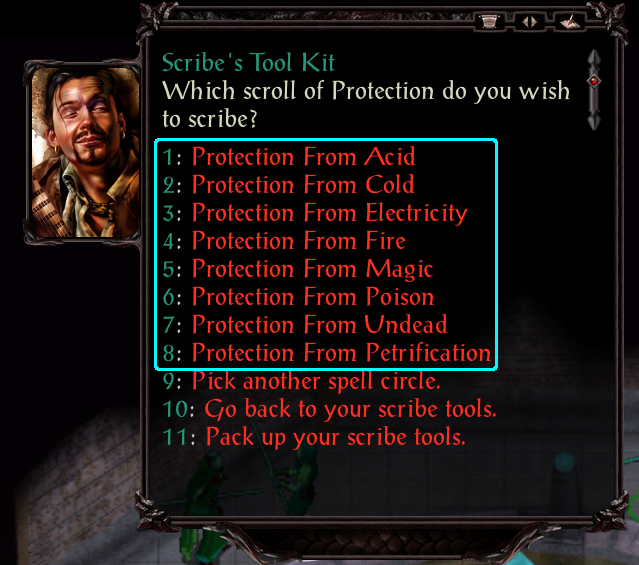 Scribe's Tool Kit
Which scroll of Protection do you wish
to scribe?
1: Protection From Acid
2: Protection From Cold
3: Protection From Electricity
4: Protection From Fire
5: Protection From Magic
6: Protection From Poison
7: Protection From Undead
8: Protection From Petrification
9: Pick another spell circle.
10: Go back to your scribe tools.
11: Pack up your scribe tools.